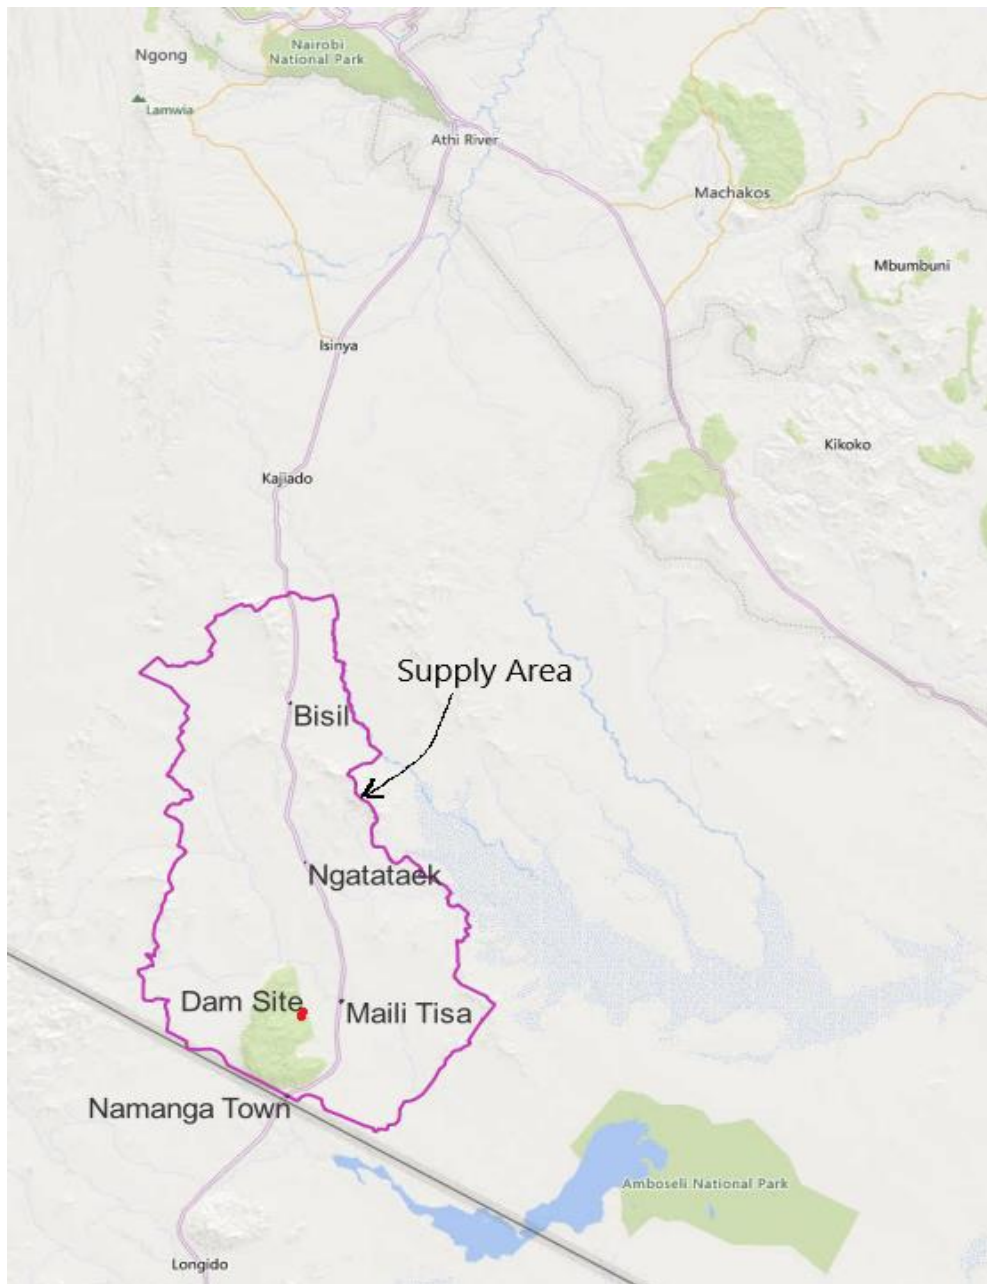 Nairobi
National Park
Ngong
Lamwia
Athi River
Machakos
Mbumbuni
Isinya
Kikoko
Kajiado
Supply Area
Bisil
Ngatataek
Dam Site
Maili Tisa
Namanga Town
Amboseli National Park
Longido